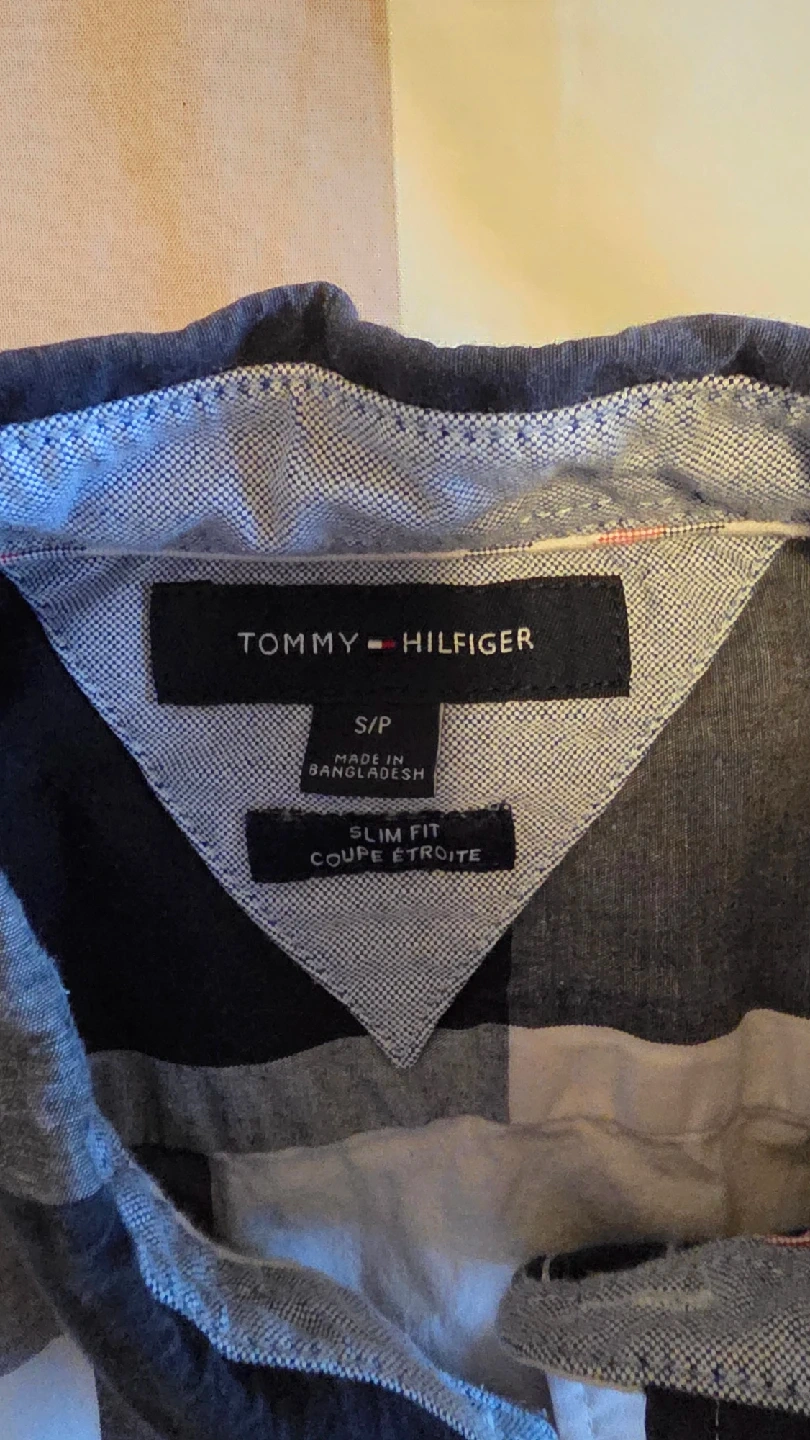 TOMMY HILFIGER
S/P
MADE IN
BANGLADESH
SLIM FIT
COUPE ÉTROITE